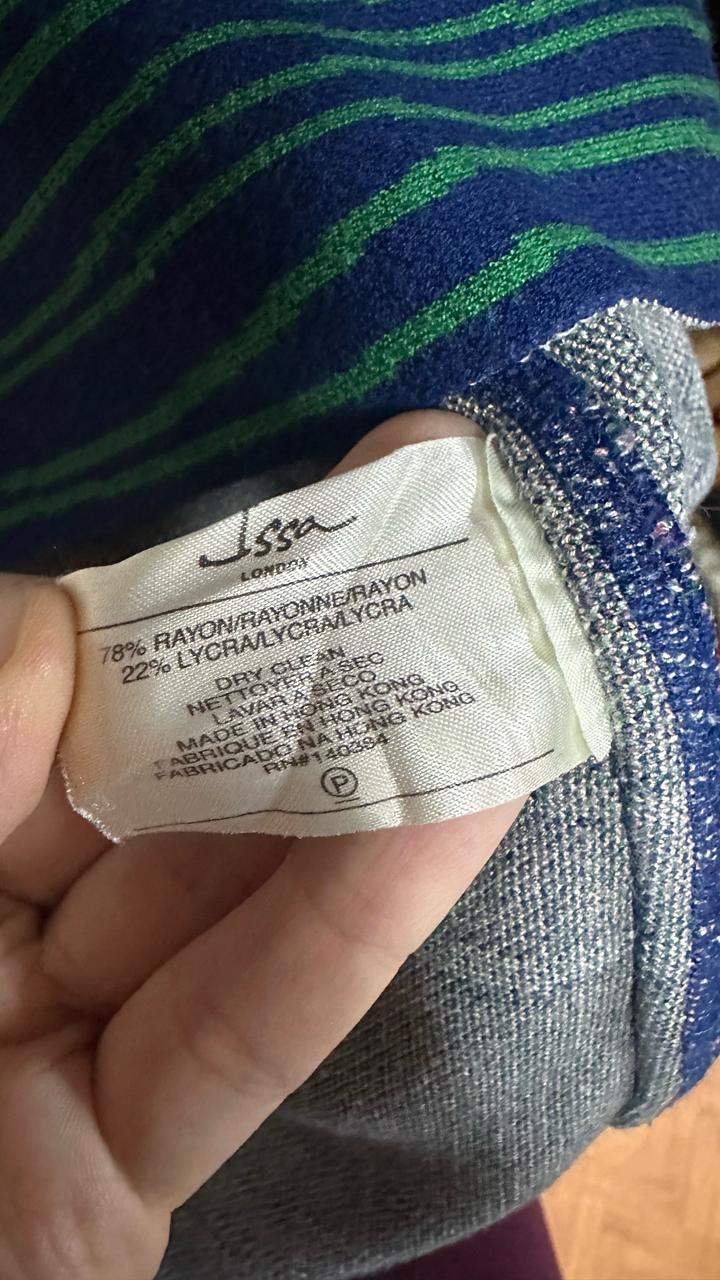 Issa
LONDON
78% RAYON/RAYONNE/RAYON
22% LYCRA/LYCRA/LYCRA
DRY CLEAN
NETTOYER A SEC
LAVAR A SECO
MADE IN HONG KONG
FABRIQUE EN HONG KONG
FABRICADO NA HONG KONG
RN#140394
P